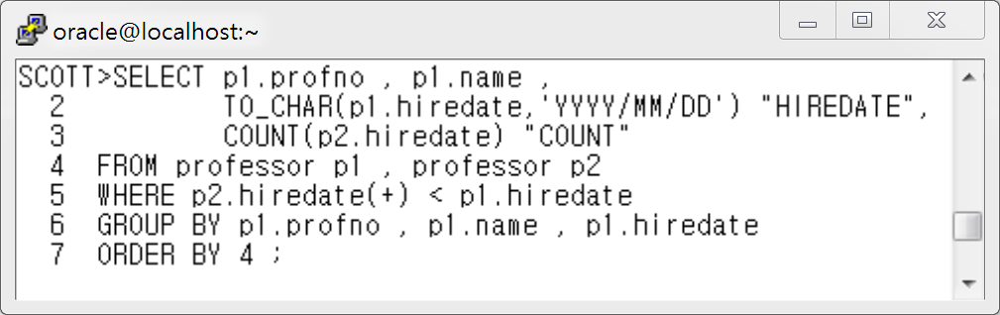 oracle@localhost:~
SCOTT>SELECT p1.profno , p1.name ,
2 TO_CHAR(p1.hiredate,'YYYY/MM/DD') "HIREDATE",
3 COUNT(p2.hiredate) "COUNT"
4 FROM professor p1 , professor p2
5 WHERE p2.hiredate(+) < p1.hiredate
6 GROUP BY p1.profno , p1.name , p1.hiredate
7 ORDER BY 4 ;